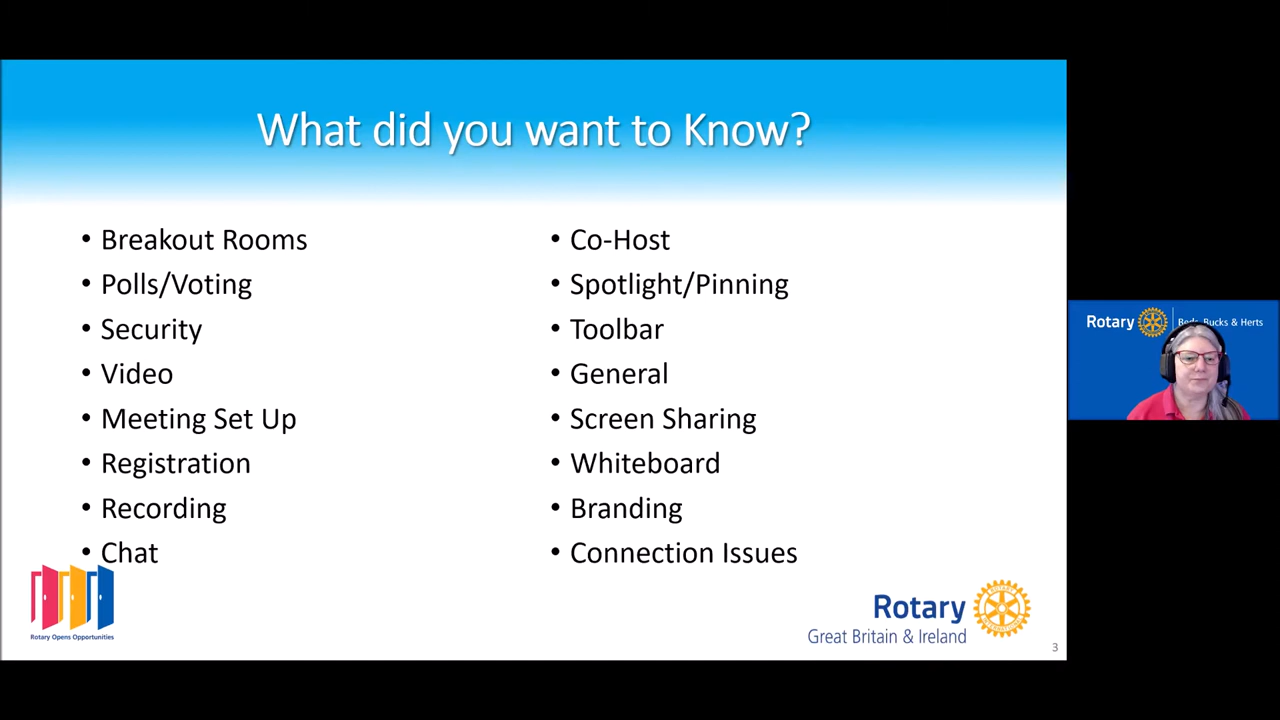 What did you want to Know?
• Breakout Rooms
• Polls/Voting
• Security
• Video
• Meeting Set Up
• Registration
• Recording
• Chat
• Co-Host
• Spotlight/Pinning
• Toolbar
• General
• Screen Sharing
• Whiteboard
• Branding
• Connection Issues
Rotary Opens Opportunities
Rotary
Great Britain & Ireland
3
Rotary
Beds, Bucks & Herts